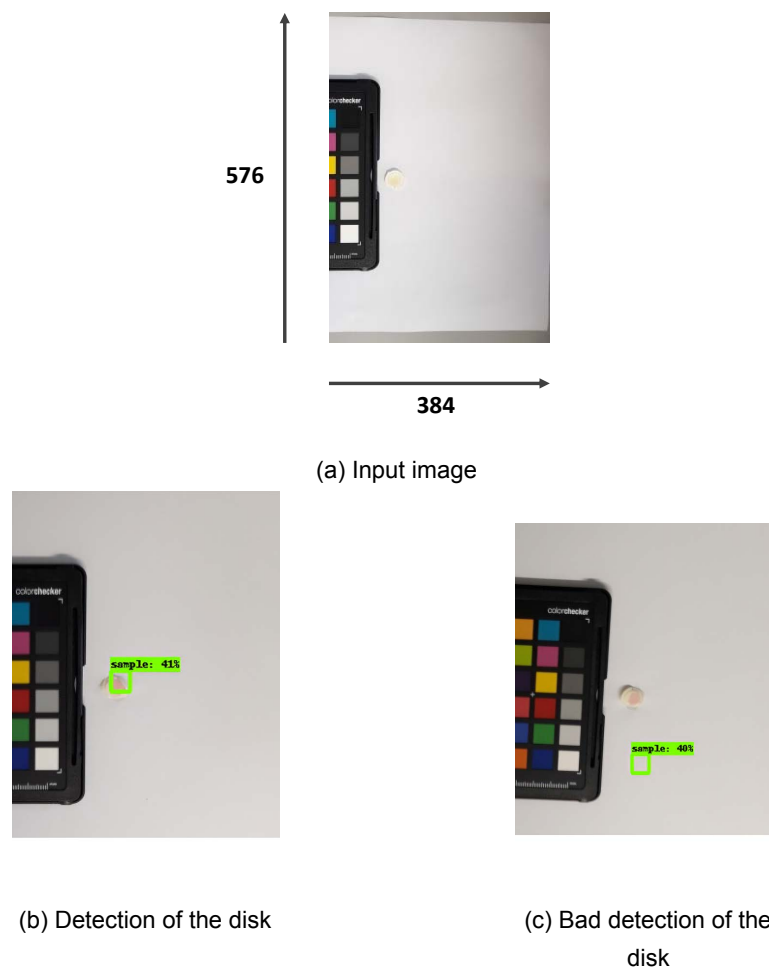 colorchecker
576
384
(a) Input image
colorchecker
sample: 41%
colorchecker
sample: 40%
(b) Detection of the disk
(c) Bad detection of the
disk